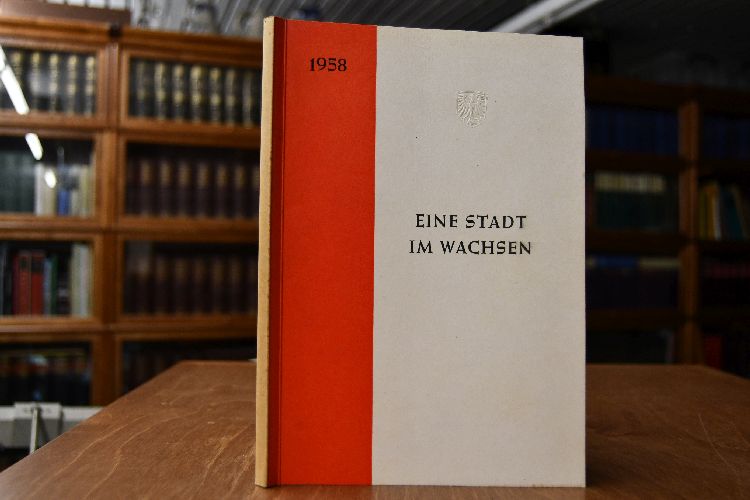 1958
EINE STADT
IM WACHSEN